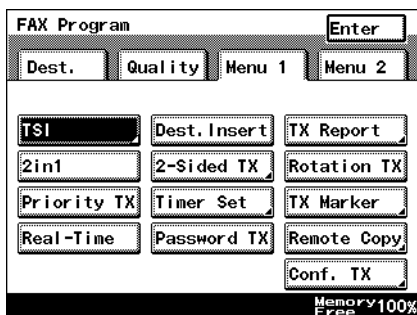 FAX Program Enter
Dest. Quality Menu 1 Menu 2
TSI Dest.Insert TX Report
2in1 2-Sided TX Rotation TX
Priority TX Timer Set TX Marker
Real-Time Password TX Remote Copy
Conf. TX
Memory Free 100%